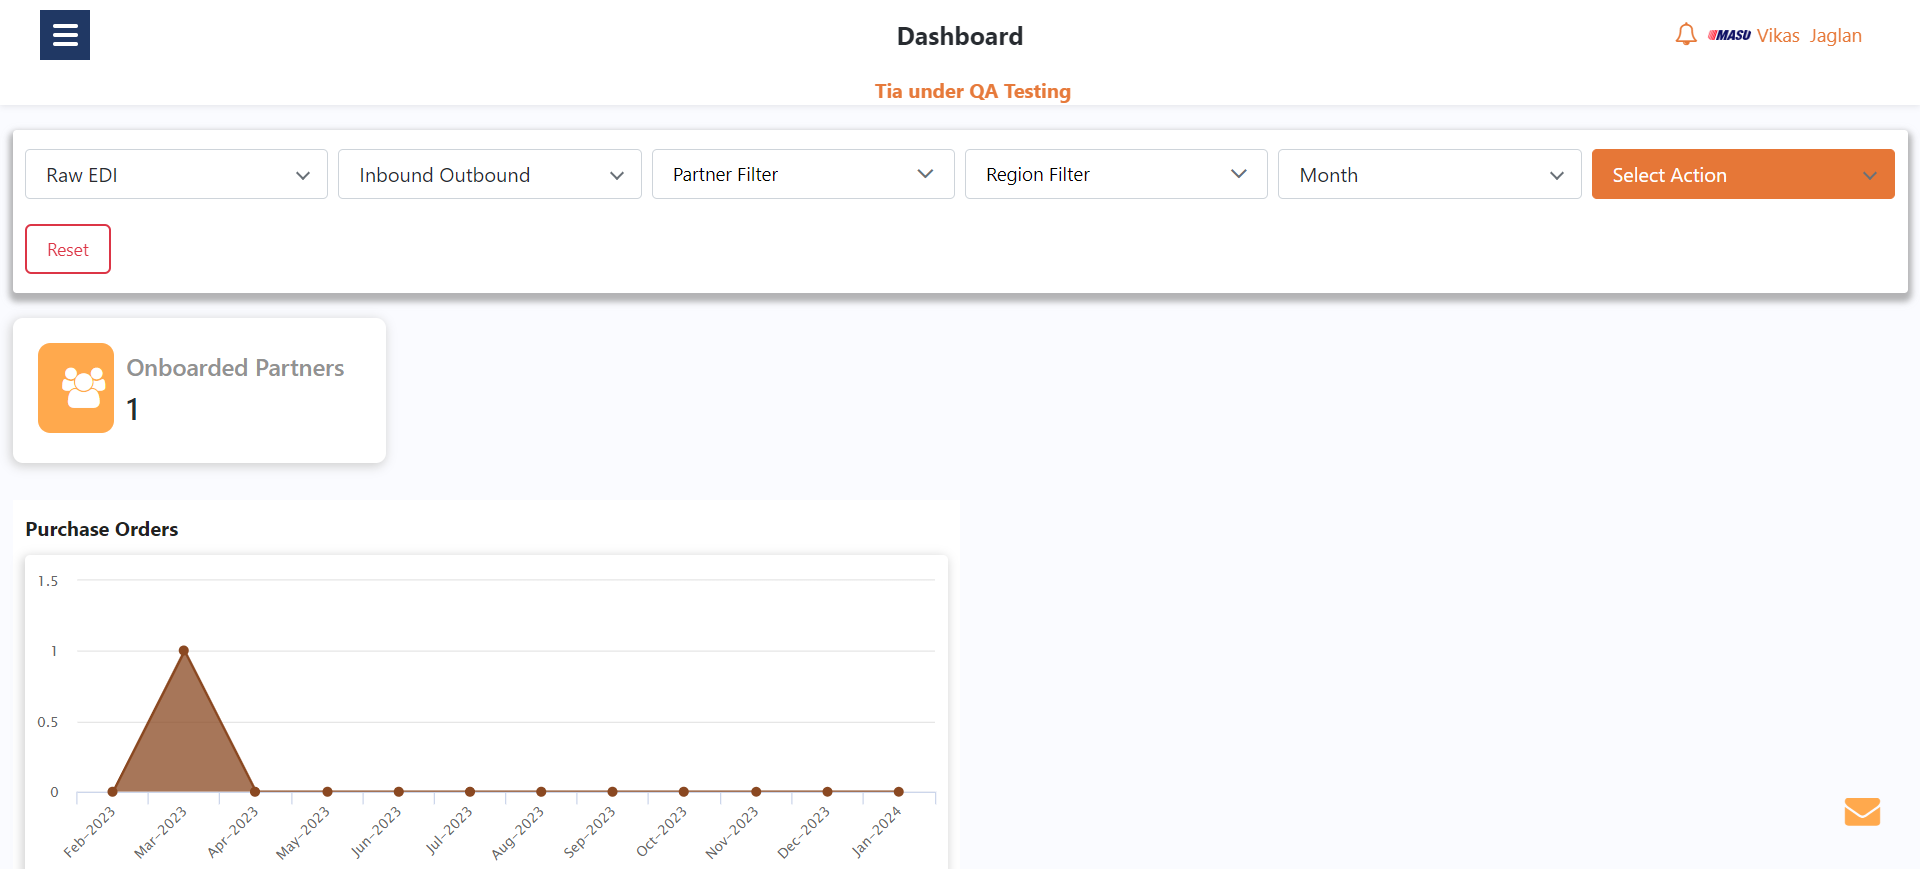 Dashboard
MASU Vikas Jaglan
Tia under QA Testing
Raw EDI
Inbound Outbound
Partner Filter
Region Filter
Month
Select Action
Reset
Onboarded Partners
1
Purchase Orders
1.5
1
0.5
0
Feb-2023
Mar-2023
Apr-2023
May-2023
Jun-2023
Jul-2023
Aug-2023
Sep-2023
Oct-2023
Nov-2023
Dec-2023
Jan-2024